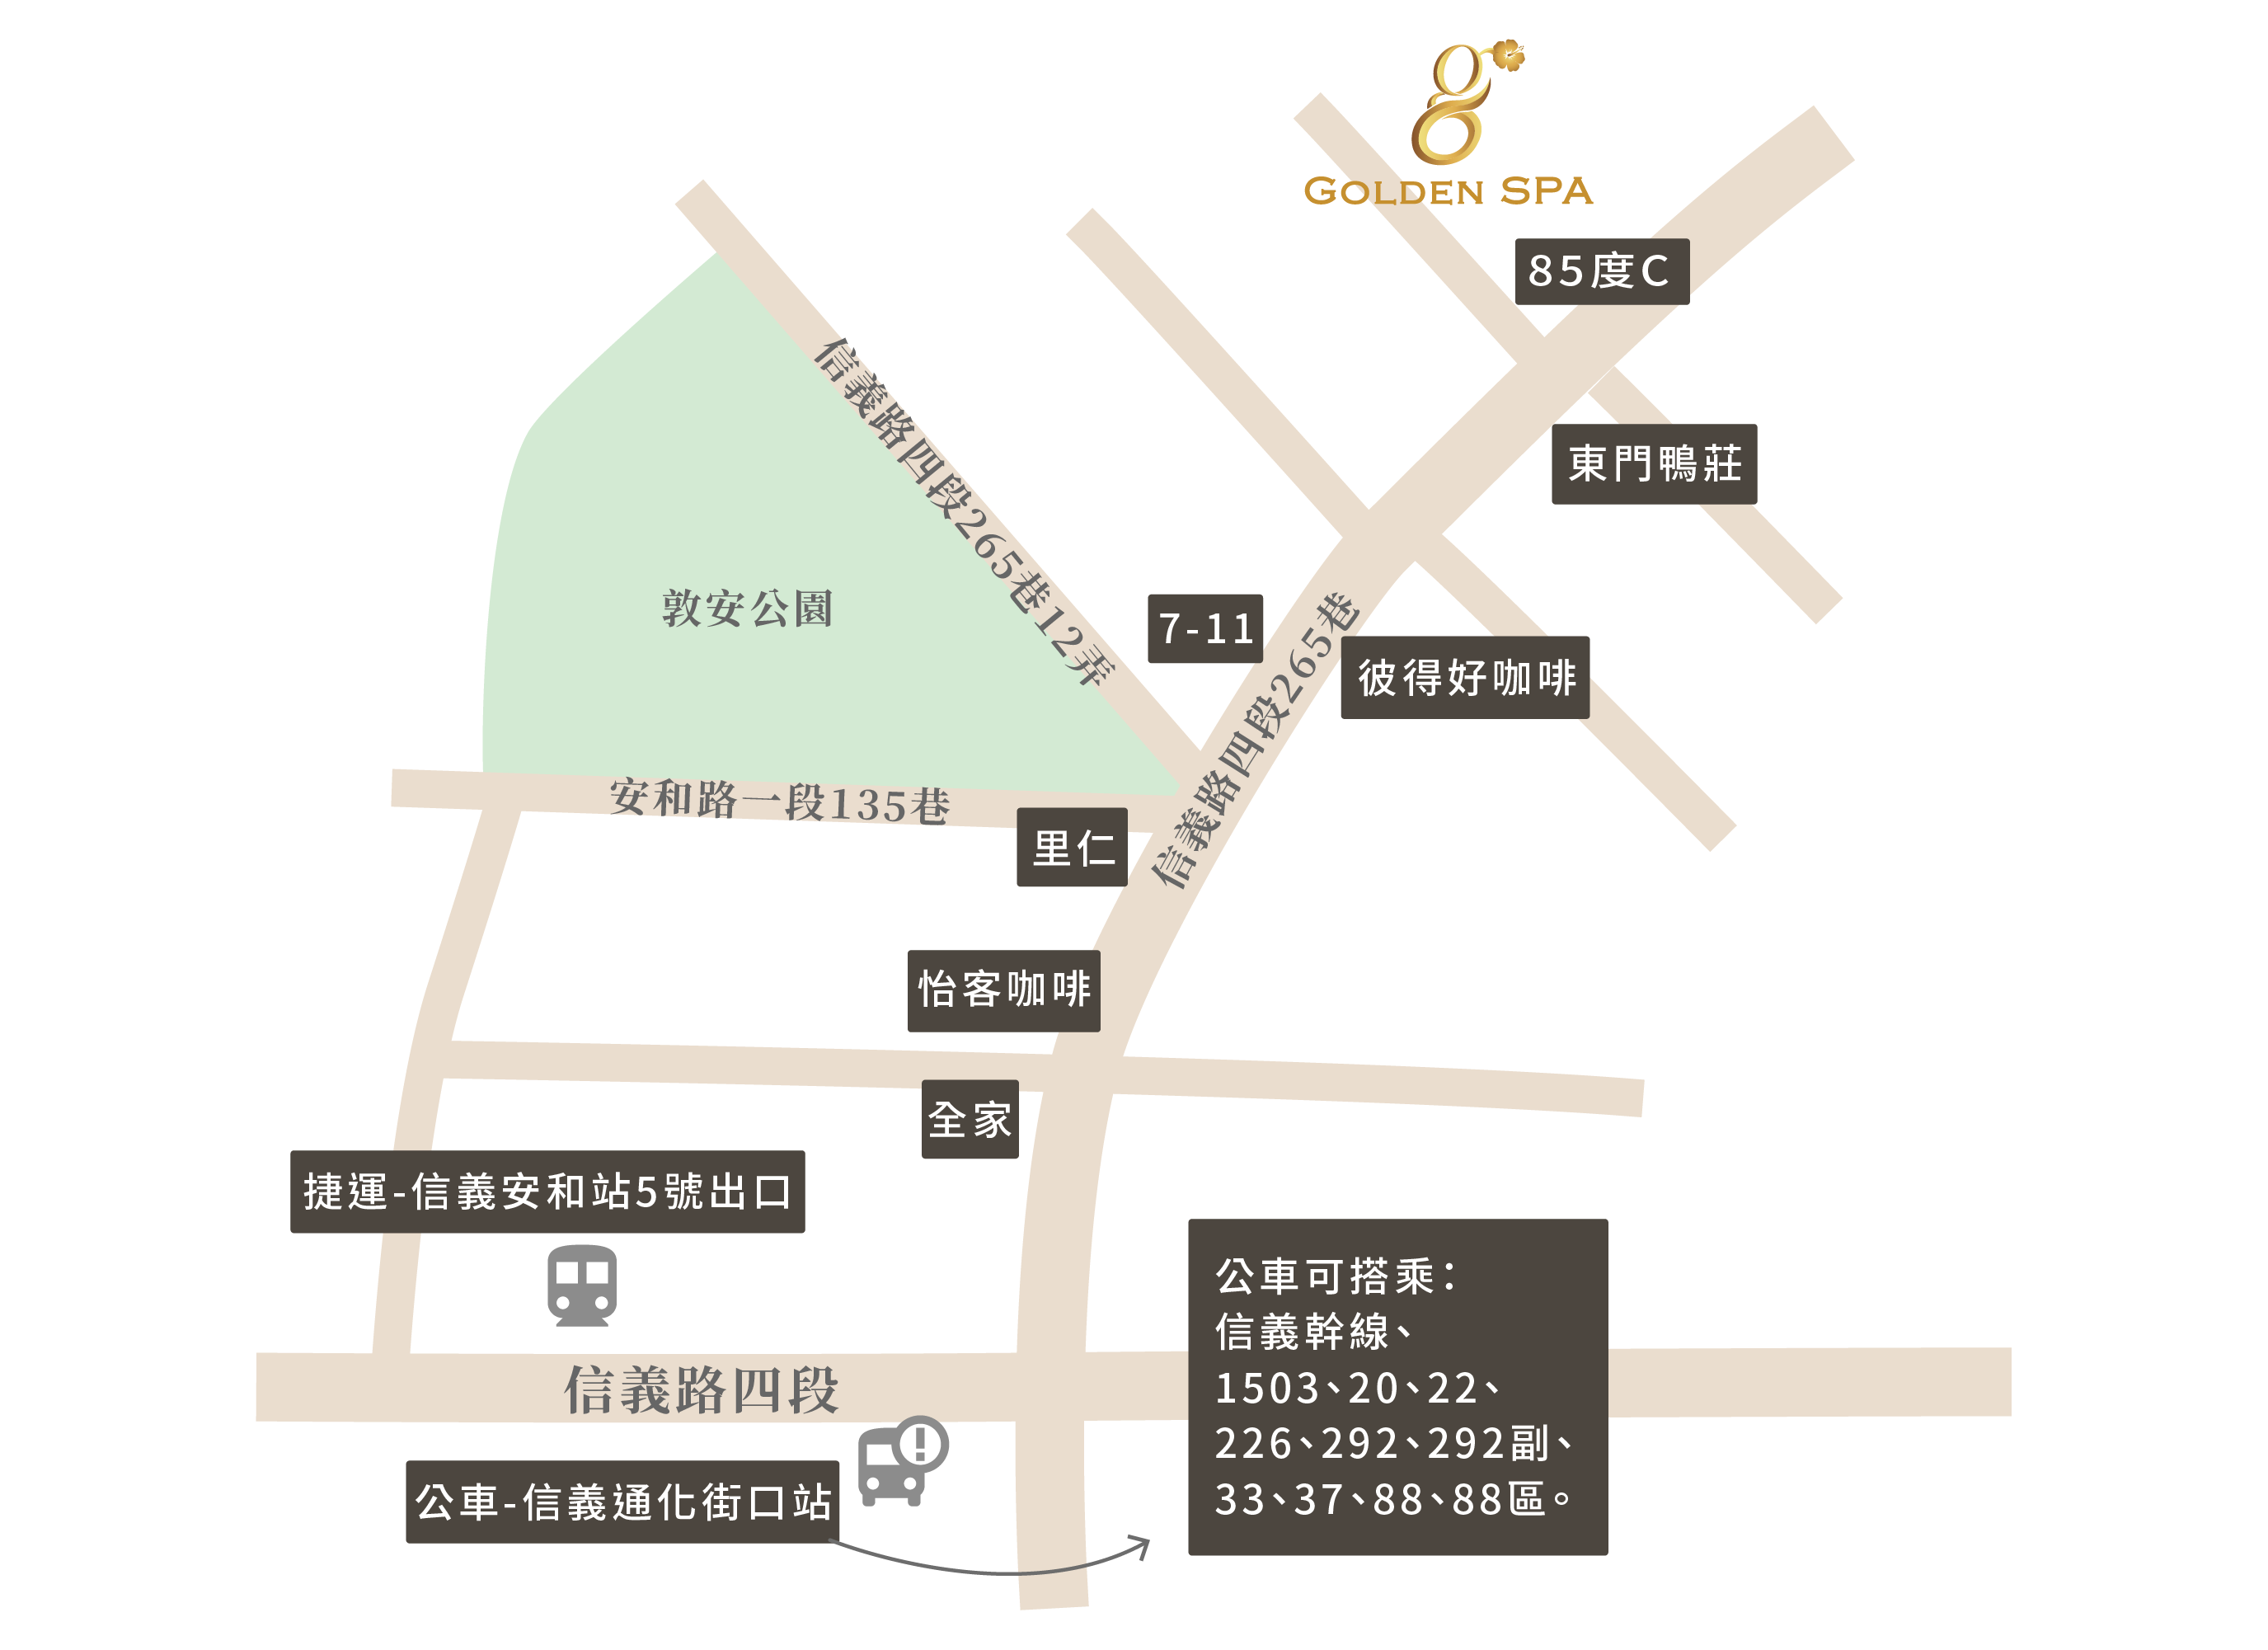 g
GOLDEN SPA
85度C
信義路四段265巷12弄
東門鴨莊
敦安公園
7-11
信義路四段265巷
彼得好咖啡
安和路一段135巷
里仁
怡客咖啡
全家
捷運-信義安和站5號出口
公車可搭乘：
信義幹線、
1503、20、22、
226、292、292副、
33、37、88、88區。
信義路四段
公車-信義通化街口站